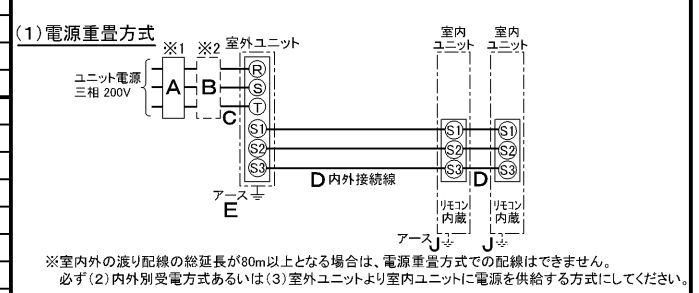 (1)電源重畳方式
※1 ※2 室外ユニット 室内ユニット 室内ユニット
ユニット電源
三相 200V
A B C
R
S
T
S1 S1 S1
S2 S2 S2
S3 S3 S3
D 内外接続線 D
アース
E
リモコン内蔵 リモコン内蔵
アース J J
※室内外の渡り配線の総延長が80m以上となる場合は、電源重畳方式での配線はできません。
必ず(2)内外別受電方式あるいは(3)室外ユニットより室内ユニットに電源を供給する方式にしてください。